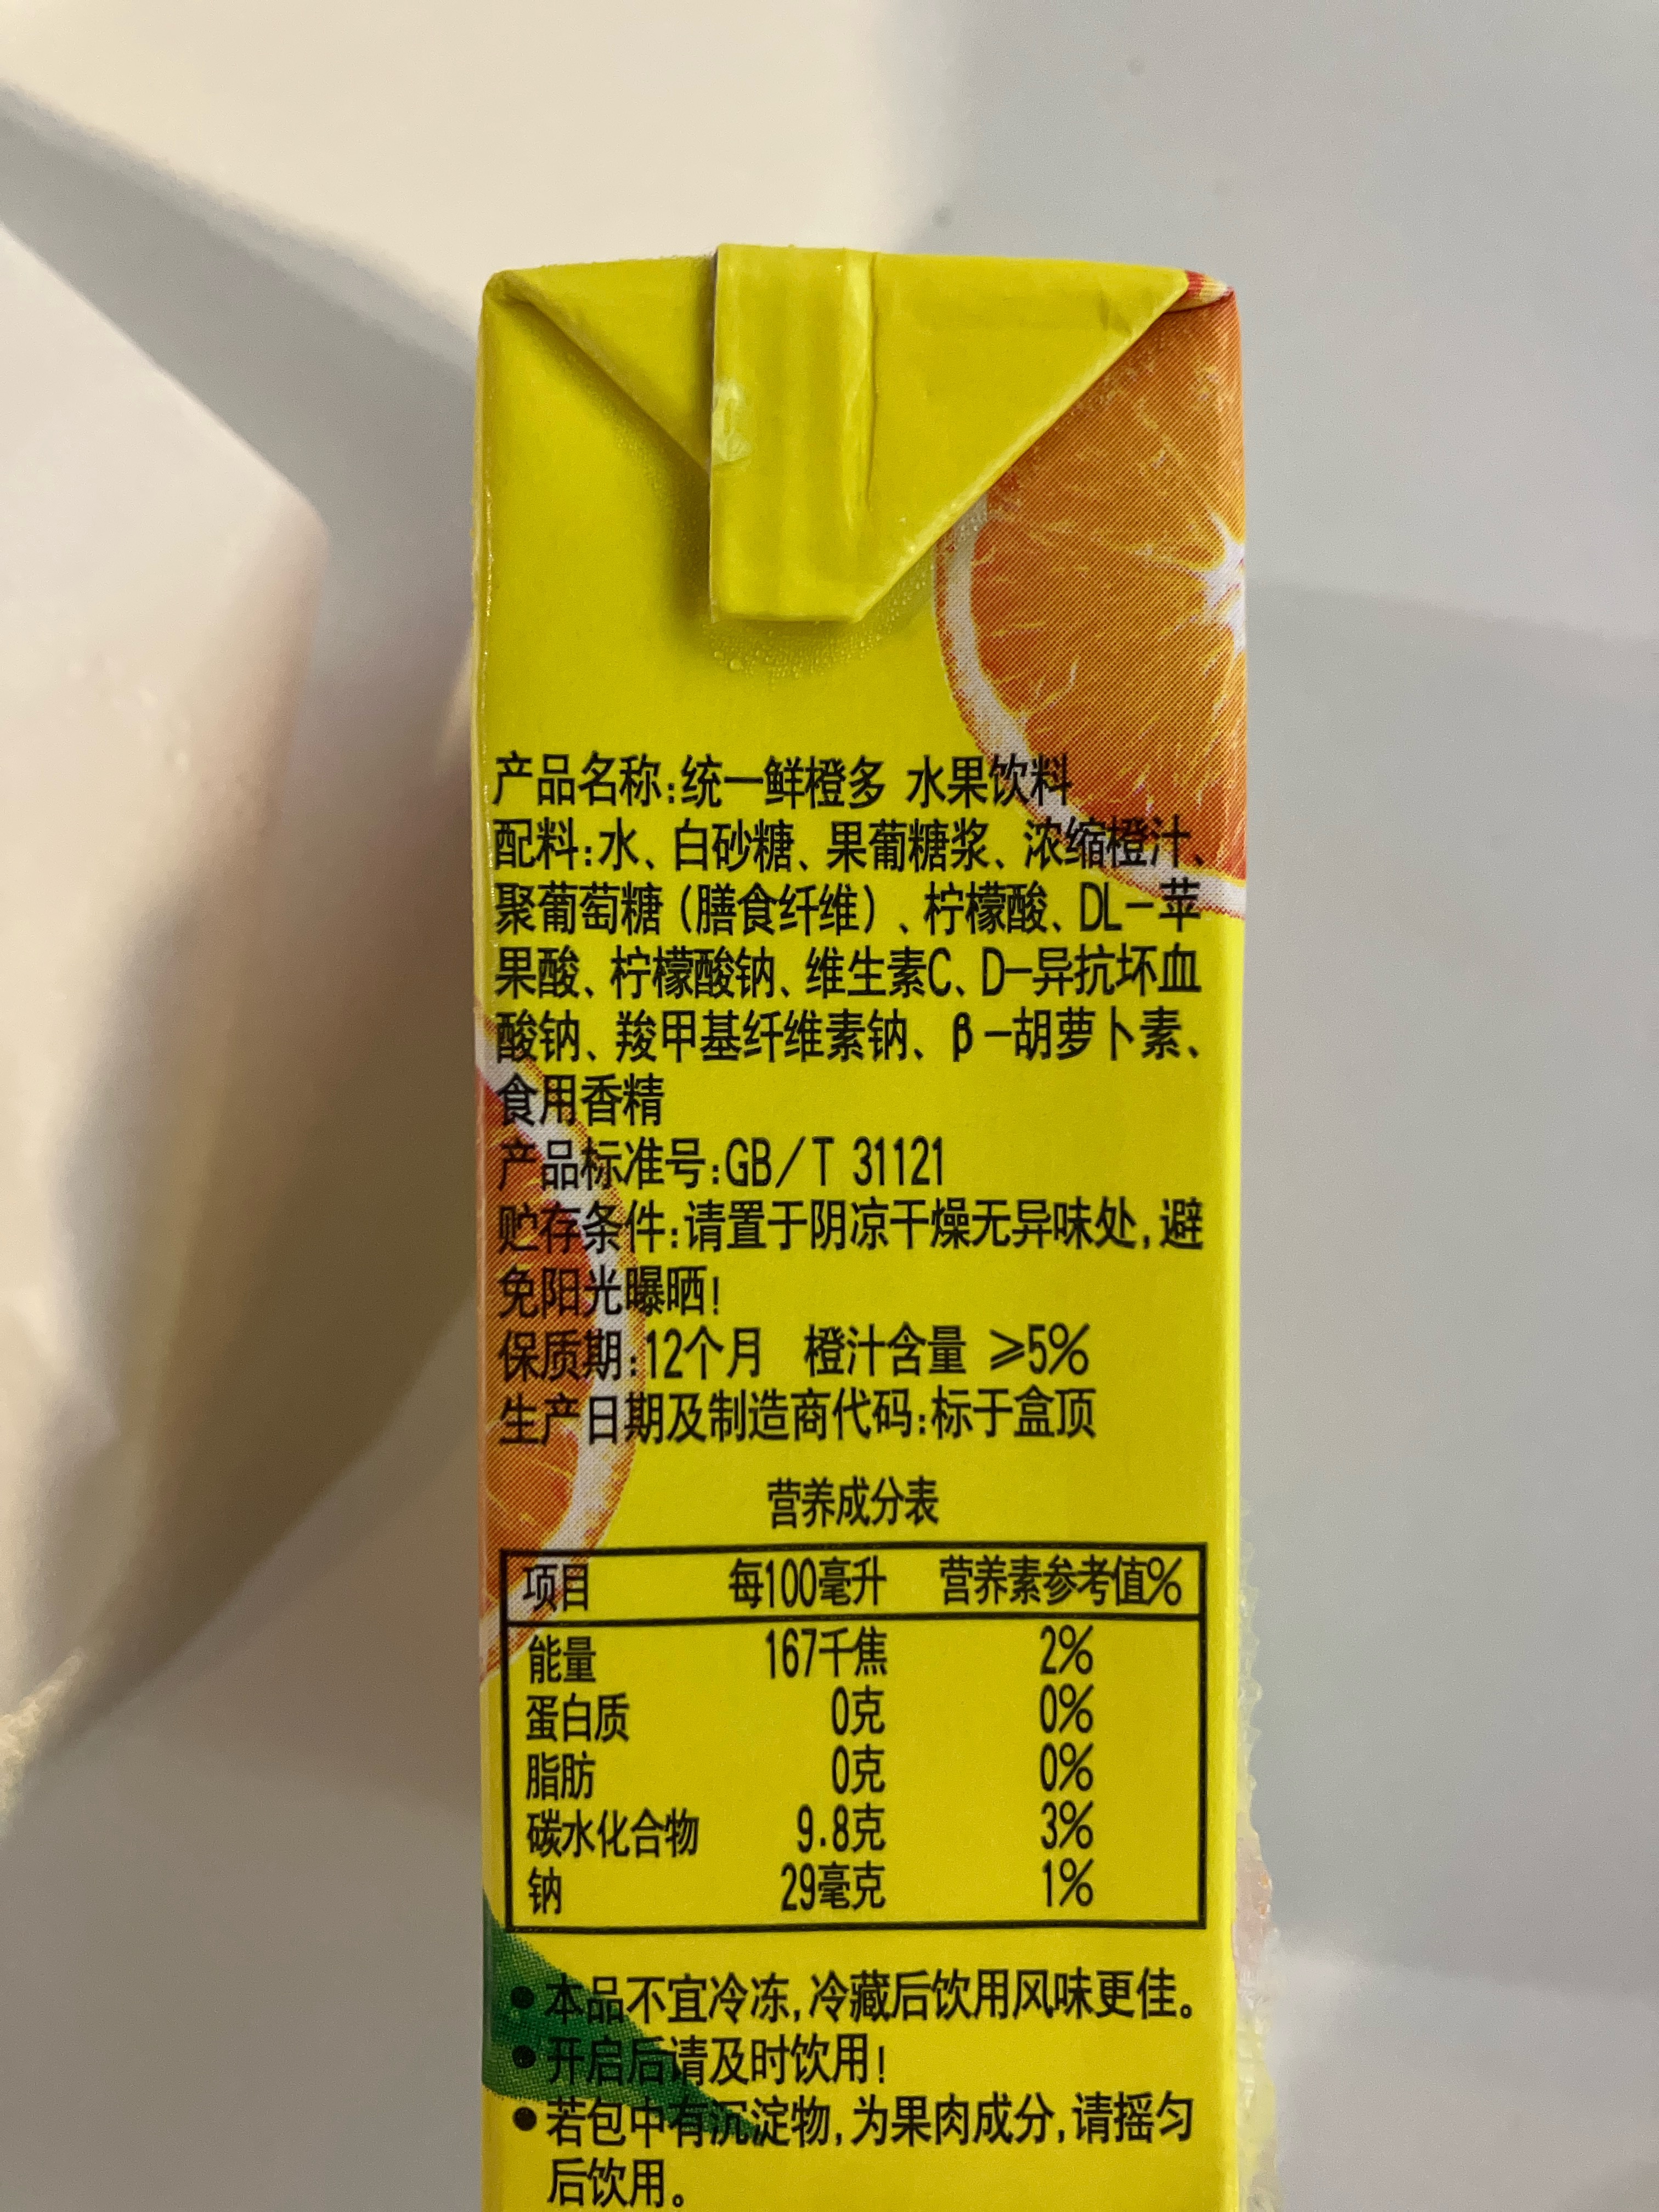 产品名称:统一鲜橙多 水果饮料
配料:水、白砂糖、果葡糖浆、浓缩橙汁、
聚葡萄糖(膳食纤维)、柠檬酸、DL-苹
果酸、柠檬酸钠、维生素C、D-异抗坏血
酸钠、羧甲基纤维素钠、β-胡萝卜素、
食用香精
产品标准号:GB/T 31121
贮存条件:请置于阴凉干燥无异味处,避
免阳光曝晒!
保质期:12个月 橙汁含量 ≥5%
生产日期及制造商代码:标于盒顶
营养成分表
项目 每100毫升 营养素参考值%
能量 167千焦 2%
蛋白质 0克 0%
脂肪 0克 0%
碳水化合物 9.8克 3%
钠 29毫克 1%
●本品不宜冷冻,冷藏后饮用风味更佳。
●开启后请及时饮用!
●若包中有沉淀物,为果肉成分,请摇匀
后饮用。